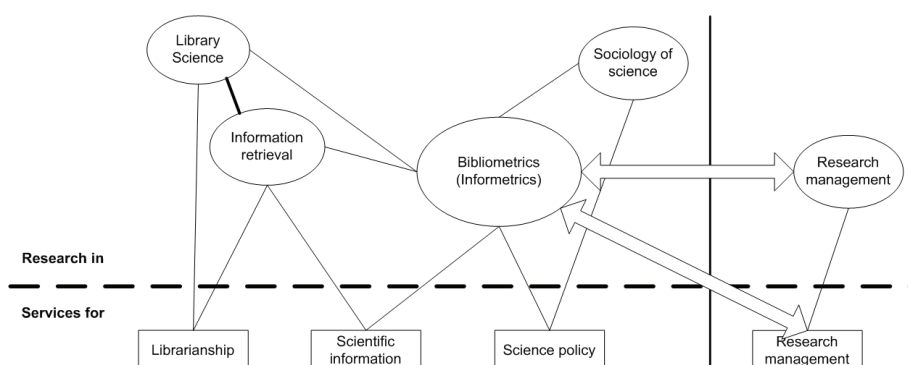 Library
Science
Sociology of
science
Information
retrieval
Bibliometrics
(Informetrics)
Research
management
Research in
Services for
Librarianship
Scientific
information
Science policy
Research
management